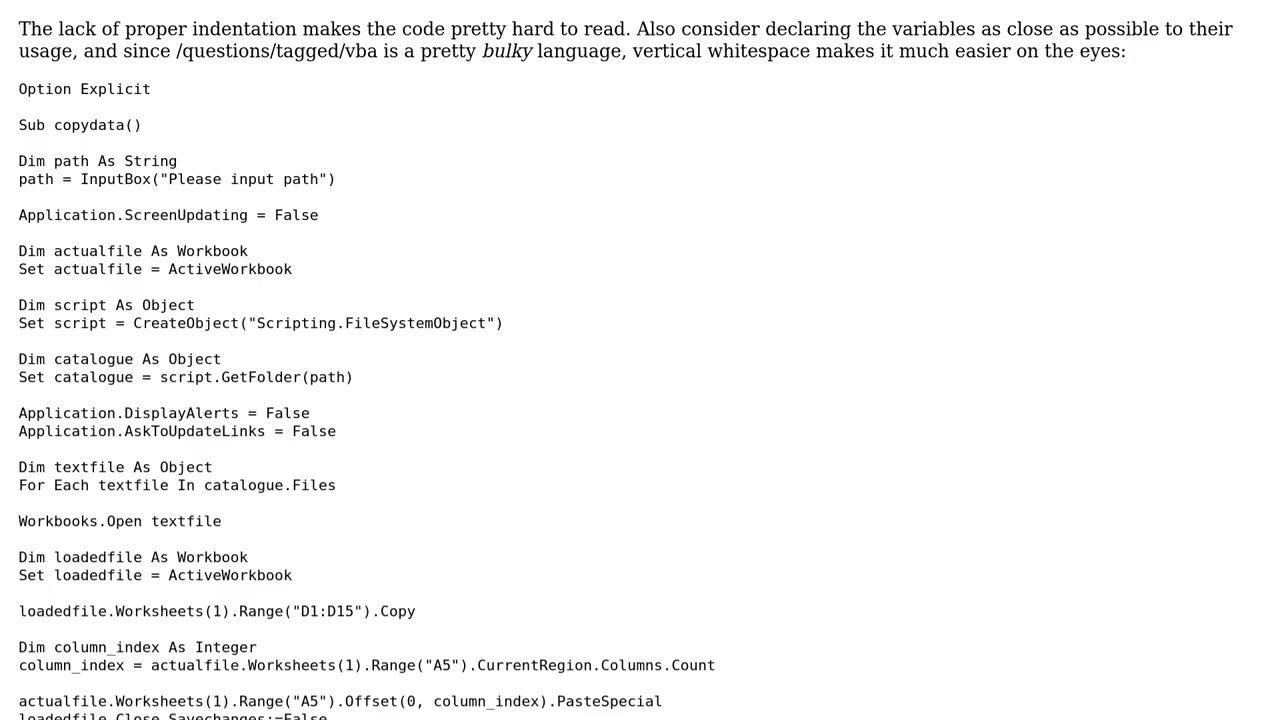 The lack of proper indentation makes the code pretty hard to read. Also consider declaring the variables as close as possible to their
usage, and since /questions/tagged/vba is a pretty bulky language, vertical whitespace makes it much easier on the eyes:
Option Explicit
Sub copydata()
Dim path As String
path = InputBox("Please input path")
Application.ScreenUpdating = False
Dim actualfile As Workbook
Set actualfile = ActiveWorkbook
Dim script As Object
Set script = CreateObject("Scripting.FileSystemObject")
Dim catalogue As Object
Set catalogue = script.GetFolder(path)
Application.DisplayAlerts = False
Application.AskToUpdateLinks = False
Dim textfile As Object
For Each textfile In catalogue.Files
Workbooks.Open textfile
Dim loadedfile As Workbook
Set loadedfile = ActiveWorkbook
loadedfile.Worksheets(1).Range("D1:D15").Copy
Dim column_index As Integer
column_index = actualfile.Worksheets(1).Range("A5").CurrentRegion.Columns.Count
actualfile.Worksheets(1).Range("A5").Offset(0, column_index).PasteSpecial
loadedfile.Close Savechanges:=False